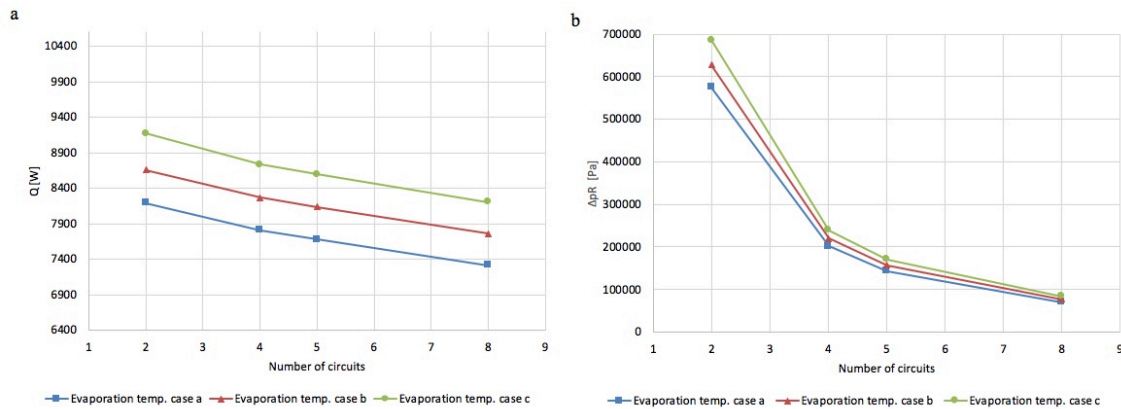 a
Q [W]
10400
9900
9400
8900
8400
7900
7400
6900
6400
1 2 3 4 5 6 7 8 9
Number of circuits
Evaporation temp. case a Evaporation temp. case b Evaporation temp. case c
b
ΔpR [Pa]
700000
600000
500000
400000
300000
200000
100000
0
1 2 3 4 5 6 7 8 9
Number of circuits
Evaporation temp. case a Evaporation temp. case b Evaporation temp. case c